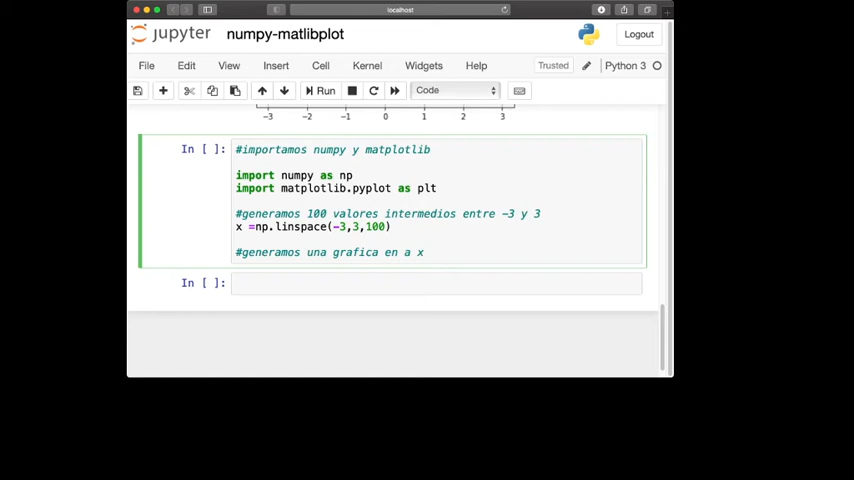 localhost
jupyter numpy-matlibplot Logout
File Edit View Insert Cell Kernel Widgets Help Trusted Python 3
Run Code
-3 -2 -1 0 1 2 3
In [ ]: #importamos numpy y matplotlib
import numpy as np
import matplotlib.pyplot as plt
#generamos 100 valores intermedios entre -3 y 3
x =np.linspace(-3,3,100)
#generamos una grafica en a x
In [ ]: